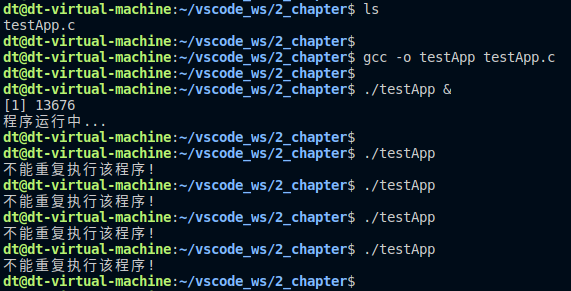 dt@dt-virtual-machine:~/vscode_ws/2_chapter$ ls
testApp.c
dt@dt-virtual-machine:~/vscode_ws/2_chapter$
dt@dt-virtual-machine:~/vscode_ws/2_chapter$ gcc -o testApp testApp.c
dt@dt-virtual-machine:~/vscode_ws/2_chapter$
dt@dt-virtual-machine:~/vscode_ws/2_chapter$ ./testApp &
[1] 13676
程序运行中...
dt@dt-virtual-machine:~/vscode_ws/2_chapter$
dt@dt-virtual-machine:~/vscode_ws/2_chapter$ ./testApp
不能重复执行该程序!
dt@dt-virtual-machine:~/vscode_ws/2_chapter$ ./testApp
不能重复执行该程序!
dt@dt-virtual-machine:~/vscode_ws/2_chapter$ ./testApp
不能重复执行该程序!
dt@dt-virtual-machine:~/vscode_ws/2_chapter$ ./testApp
不能重复执行该程序!
dt@dt-virtual-machine:~/vscode_ws/2_chapter$